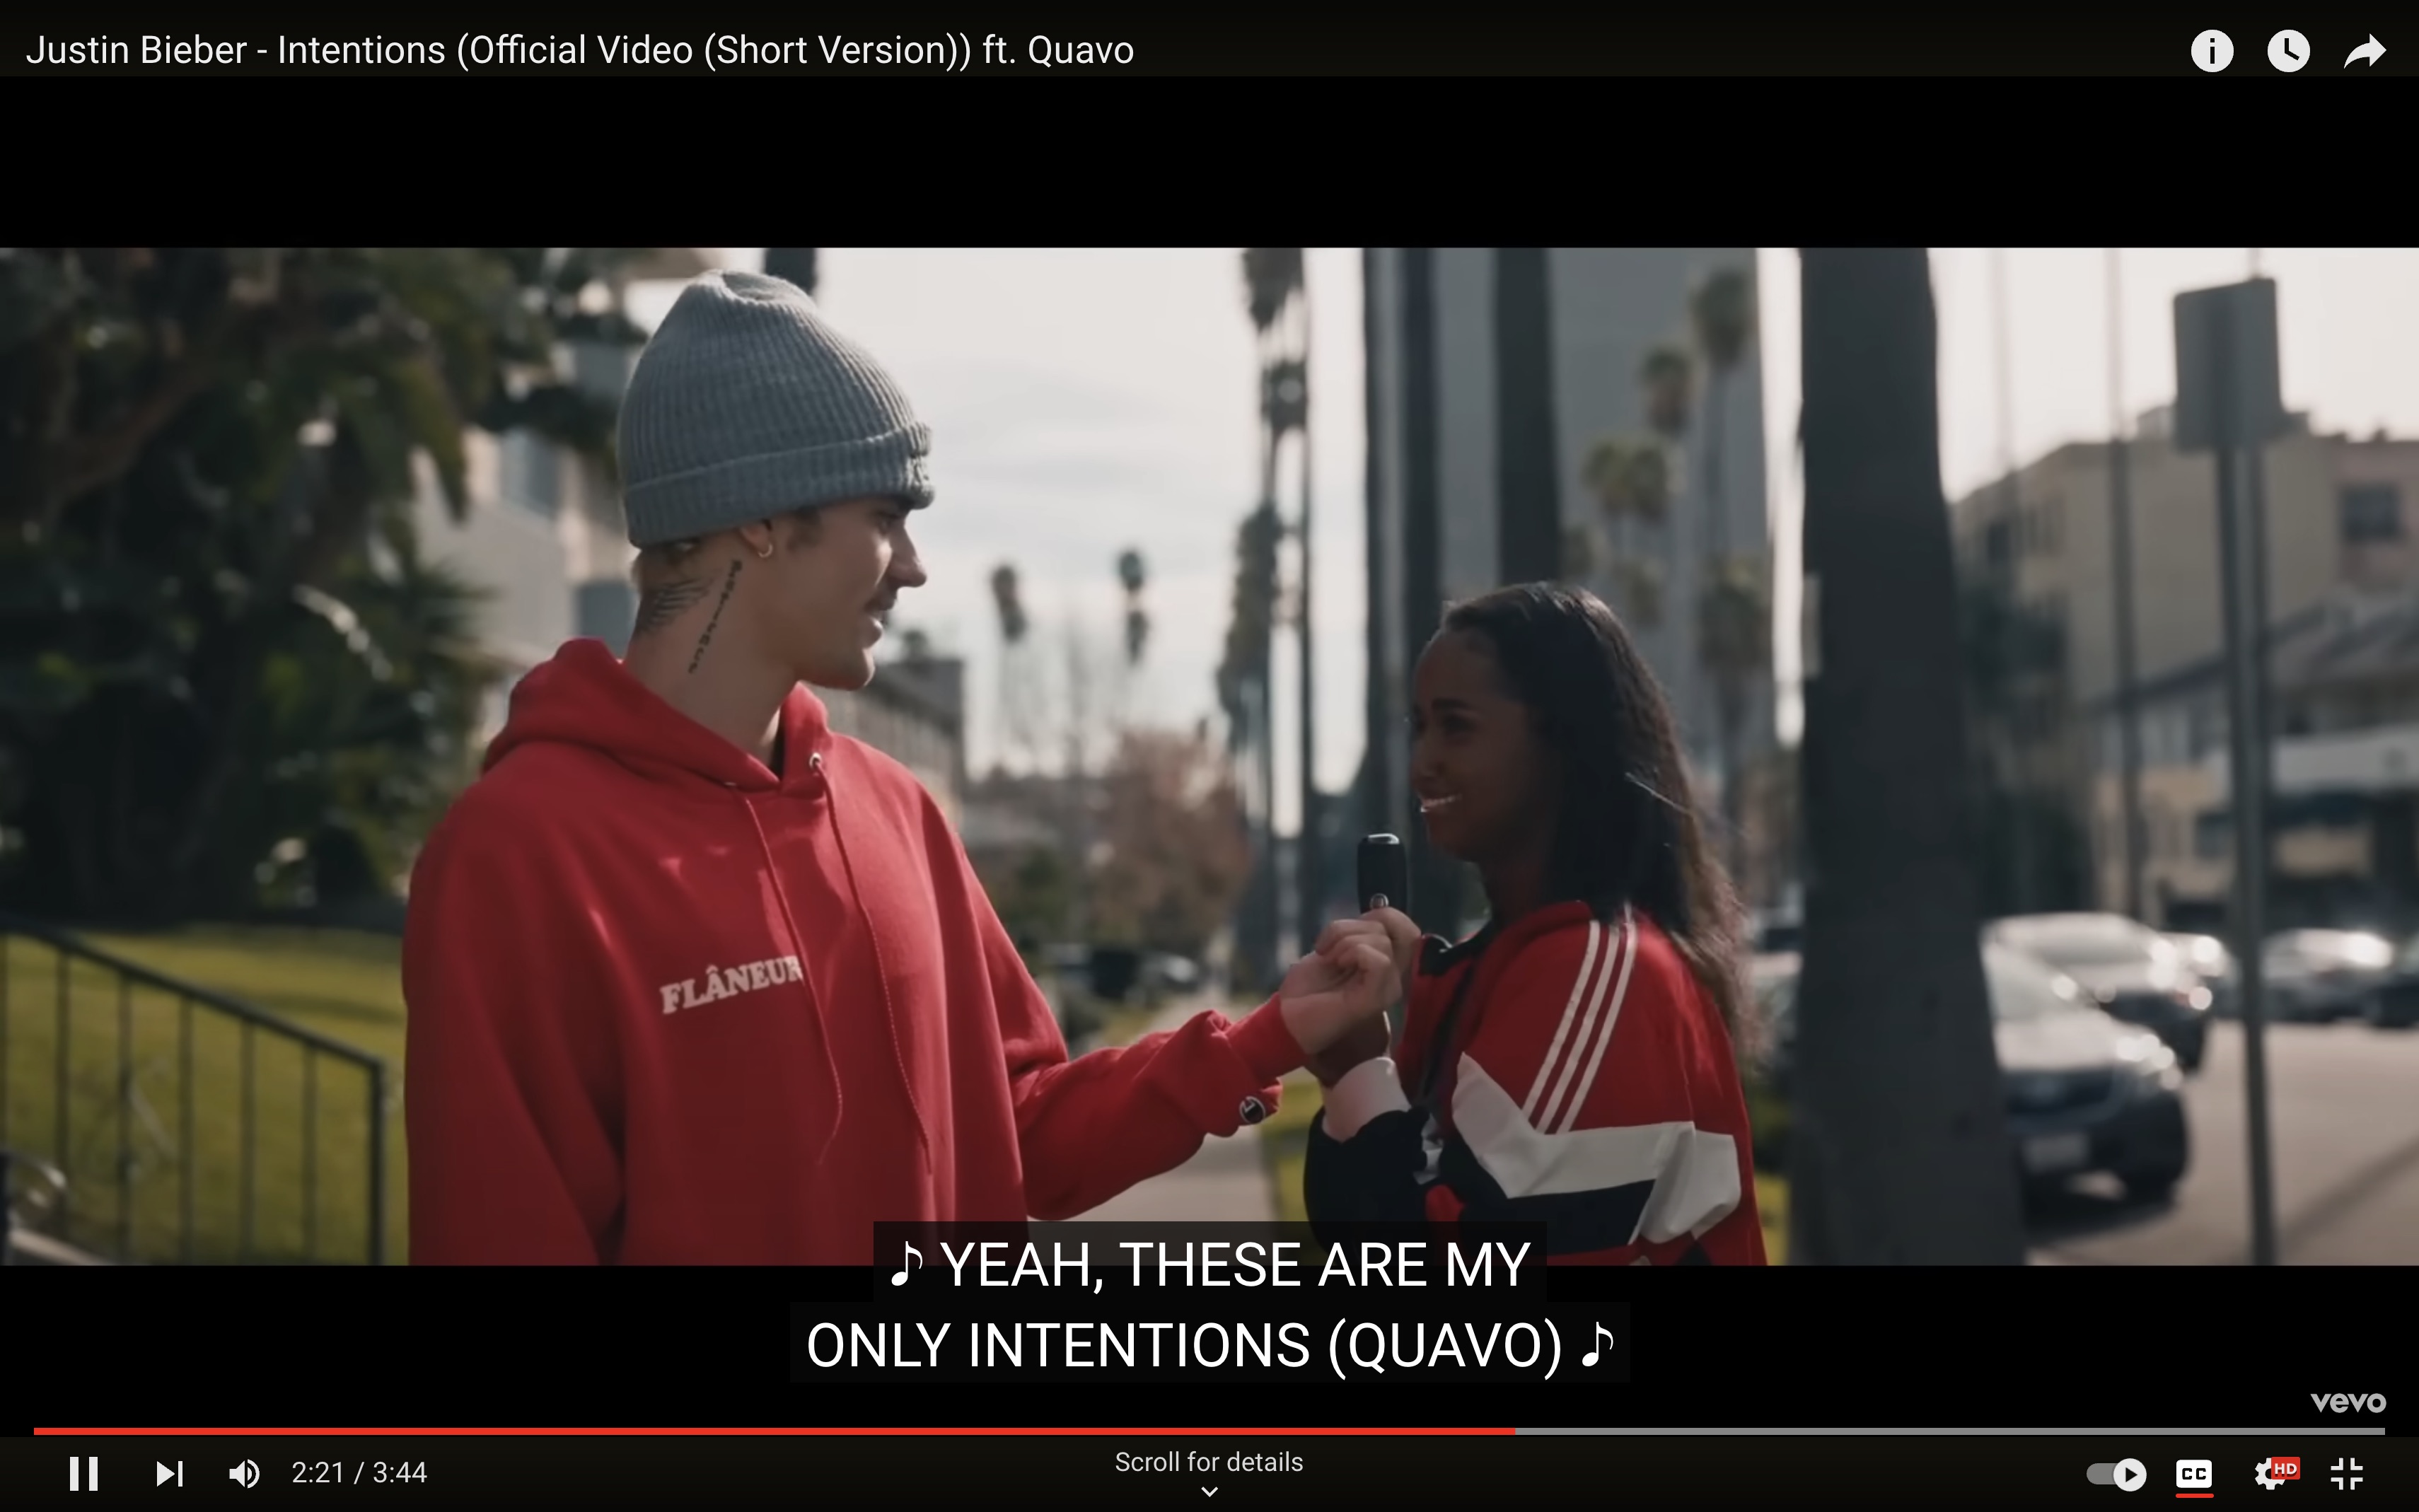 Justin Bieber - Intentions (Official Video (Short Version)) ft. Quavo
FLÂNEUR
♪ YEAH, THESE ARE MY
ONLY INTENTIONS (QUAVO) ♪
vevo
2:21 / 3:44
Scroll for details
CC
HD